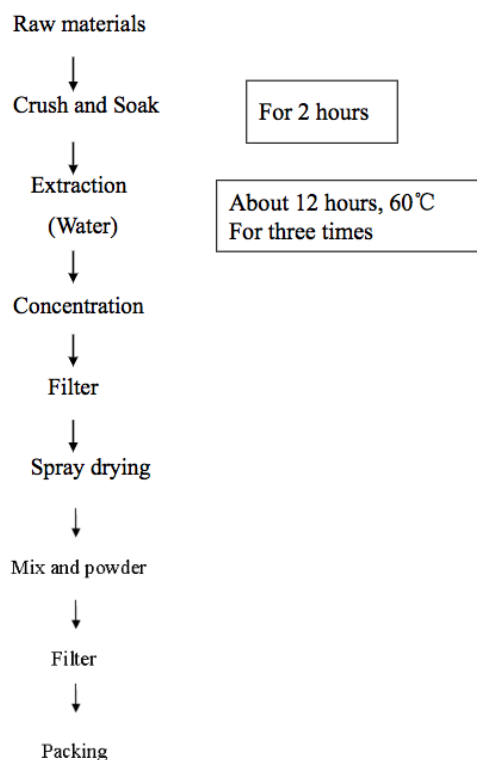 Raw materials
Crush and Soak
For 2 hours
Extraction
(Water)
About 12 hours, 60℃
For three times
Concentration
Filter
Spray drying
Mix and powder
Filter
Packing